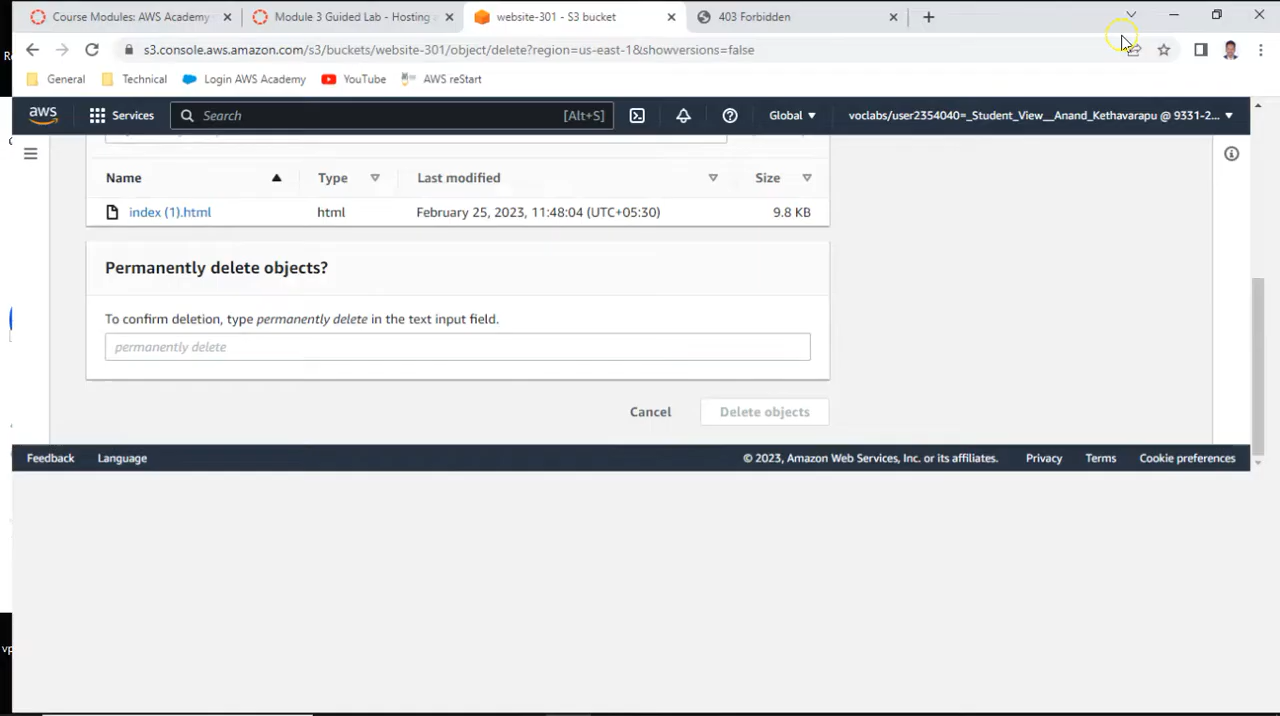 Course Modules: AWS Academy
Module 3 Guided Lab - Hosting
website-301 - S3 bucket
403 Forbidden
s3.console.aws.amazon.com/s3/buckets/website-301/object/delete?region=us-east-1&showversions=false
General Technical Login AWS Academy YouTube AWS reStart
aws Services Search [Alt+S] Global voclabs/user2354040=_Student_View__Anand_Kethavarapu @ 9331-2...
Name Type Last modified Size
index (1).html html February 25, 2023, 11:48:04 (UTC+05:30) 9.8 KB
Permanently delete objects?
To confirm deletion, type permanently delete in the text input field.
permanently delete
Cancel Delete objects
Feedback Language © 2023, Amazon Web Services, Inc. or its affiliates. Privacy Terms Cookie preferences